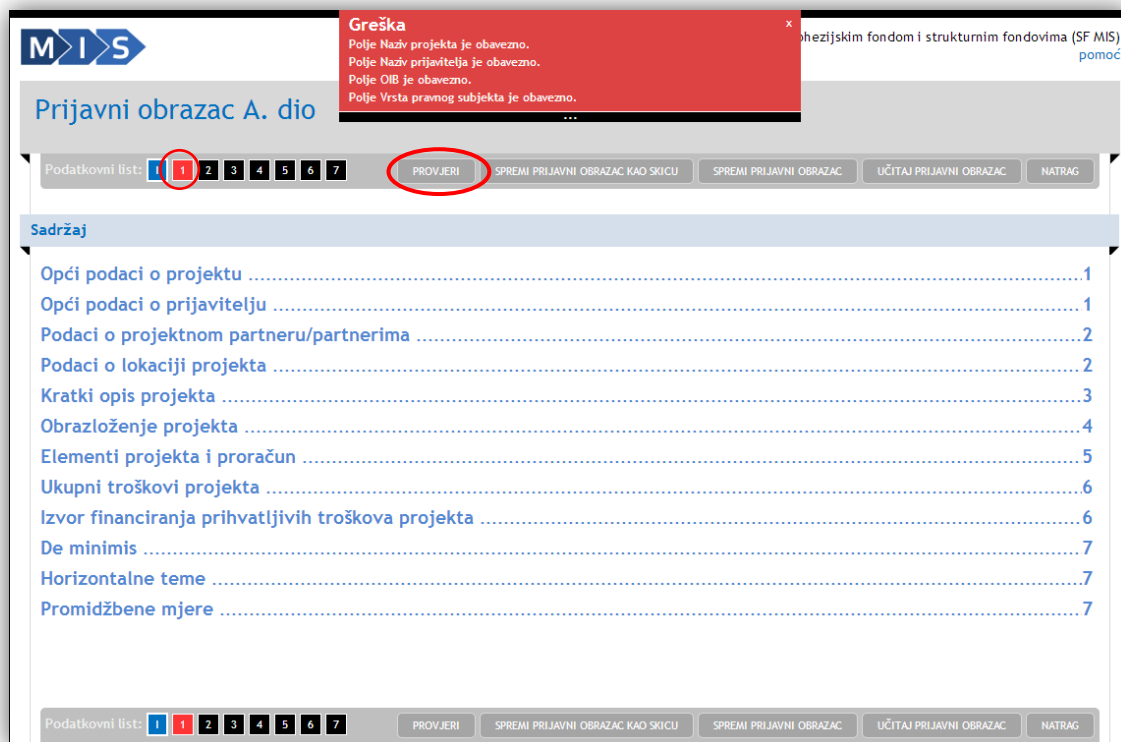 Greška x
Polje Naziv projekta je obavezno.
Polje Naziv prijavitelja je obavezno.
Polje OIB je obavezno.
Polje Vrsta pravnog subjekta je obavezno.
...
M I S
fondom i strukturnim fondovima (SF MIS)
pomoć
Prijavni obrazac A. dio
Podatkovni list: I 1 2 3 4 5 6 7 PROVJERI SPREMI PRIJAVNI OBRAZAC KAO SKICU SPREMI PRIJAVNI OBRAZAC UČITAJ PRIJAVNI OBRAZAC NATRAG
Sadržaj
Opći podaci o projektu ........ 1
Opći podaci o prijavitelju ........ 1
Podaci o projektnom partneru/partnerima ........ 2
Podaci o lokaciji projekta ........ 2
Kratki opis projekta ........ 3
Obrazloženje projekta ........ 4
Elementi projekta i proračun ........ 5
Ukupni troškovi projekta ........ 6
Izvor financiranja prihvatljivih troškova projekta ........ 6
De minimis ........ 7
Horizontalne teme ........ 7
Promidžbene mjere ........ 7
Podatkovni list: I 1 2 3 4 5 6 7 PROVJERI SPREMI PRIJAVNI OBRAZAC KAO SKICU SPREMI PRIJAVNI OBRAZAC UČITAJ PRIJAVNI OBRAZAC NATRAG